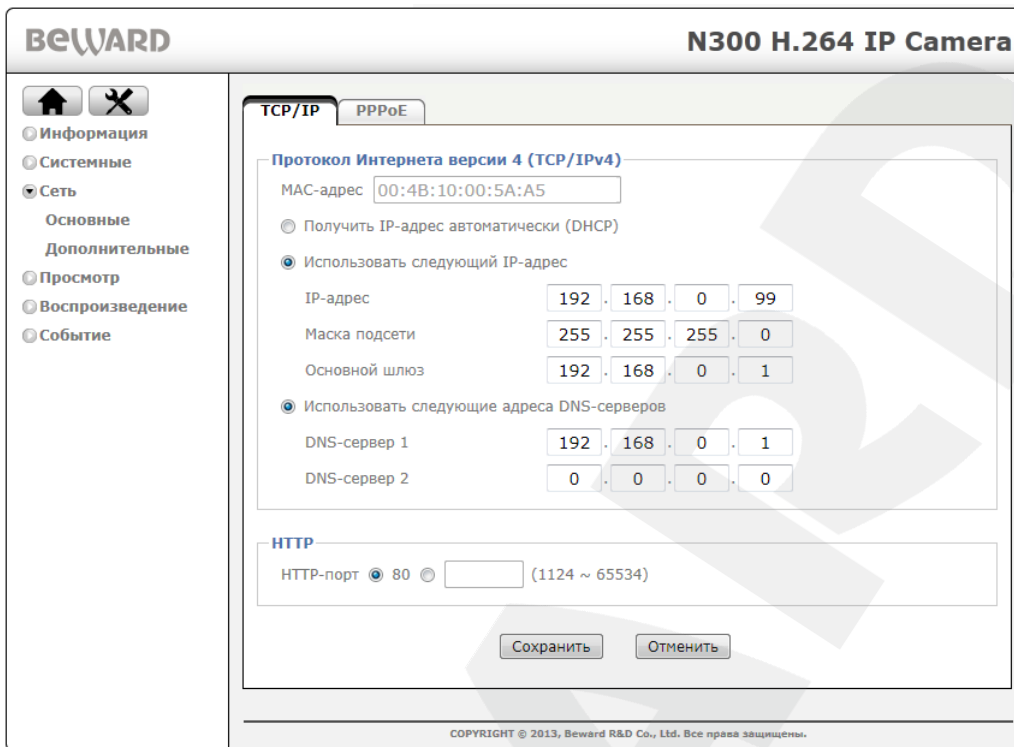 BEWARD
N300 H.264 IP Camera
Информация
Системные
Сеть
Основные
Дополнительные
Просмотр
Воспроизведение
Событие
TCP/IP PPPoE
Протокол Интернета версии 4 (TCP/IPv4)
MAC-адрес 00:4B:10:00:5A:A5
Получить IP-адрес автоматически (DHCP)
Использовать следующий IP-адрес
IP-адрес 192 . 168 . 0 . 99
Маска подсети 255 . 255 . 255 . 0
Основной шлюз 192 . 168 . 0 . 1
Использовать следующие адреса DNS-серверов
DNS-сервер 1 192 . 168 . 0 . 1
DNS-сервер 2 0 . 0 . 0 . 0
HTTP
HTTP-порт 80 (1124 ~ 65534)
Сохранить Отменить
COPYRIGHT © 2013, Beward R&D Co., Ltd. Все права защищены.